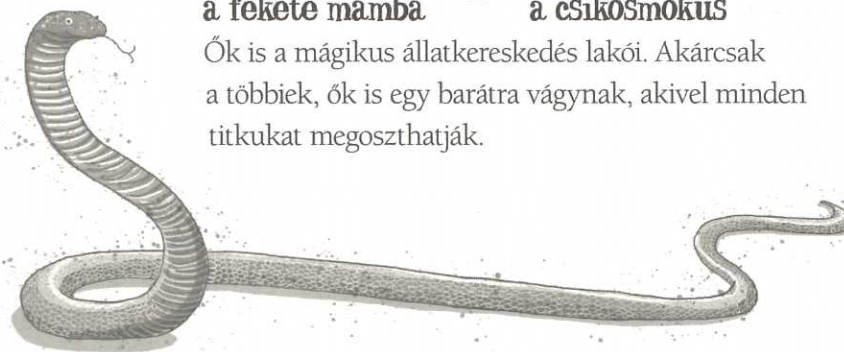 a fekete mamba a csíkosmókus
Ők is a mágikus állatkereskedés lakói. Akárcsak
a többiek, ők is egy barátra vágynak, akivel minden
titkukat megoszthatják.